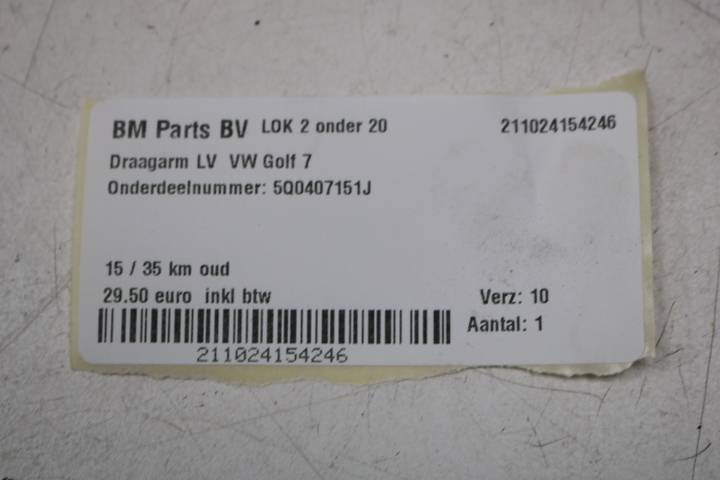 BM Parts BV LOK 2 onder 20 211024154246
Draagarm LV VW Golf 7
Onderdeelnummer: 5Q0407151J
15 / 35 km oud
29.50 euro inkl btw Verz: 10
Aantal: 1
211024154246